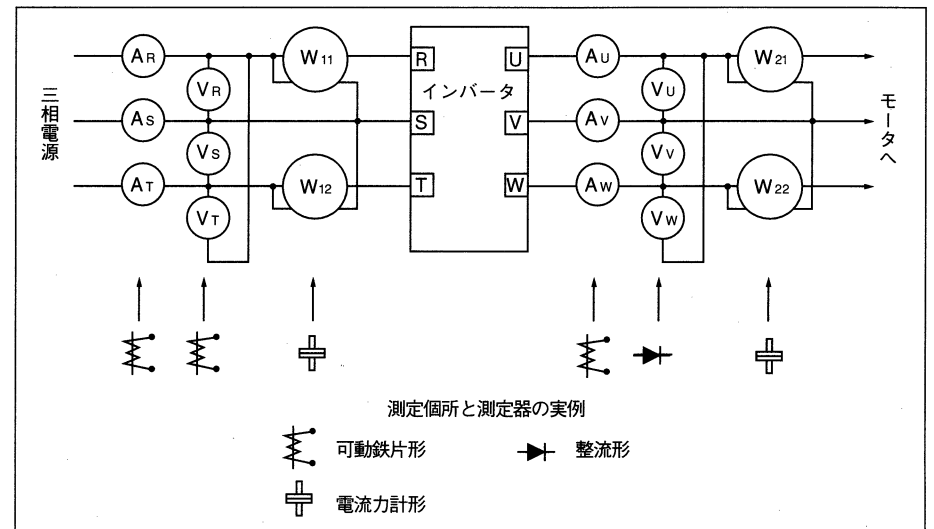 三相電源
AR
VR
W11
R
U
AU
VU
W21
インバータ
AS
S
V
AV
モータへ
VS
VV
AT
W12
T
W
AW
W22
VT
VW
測定個所と測定器の実例
可動鉄片形
整流形
電流力計形